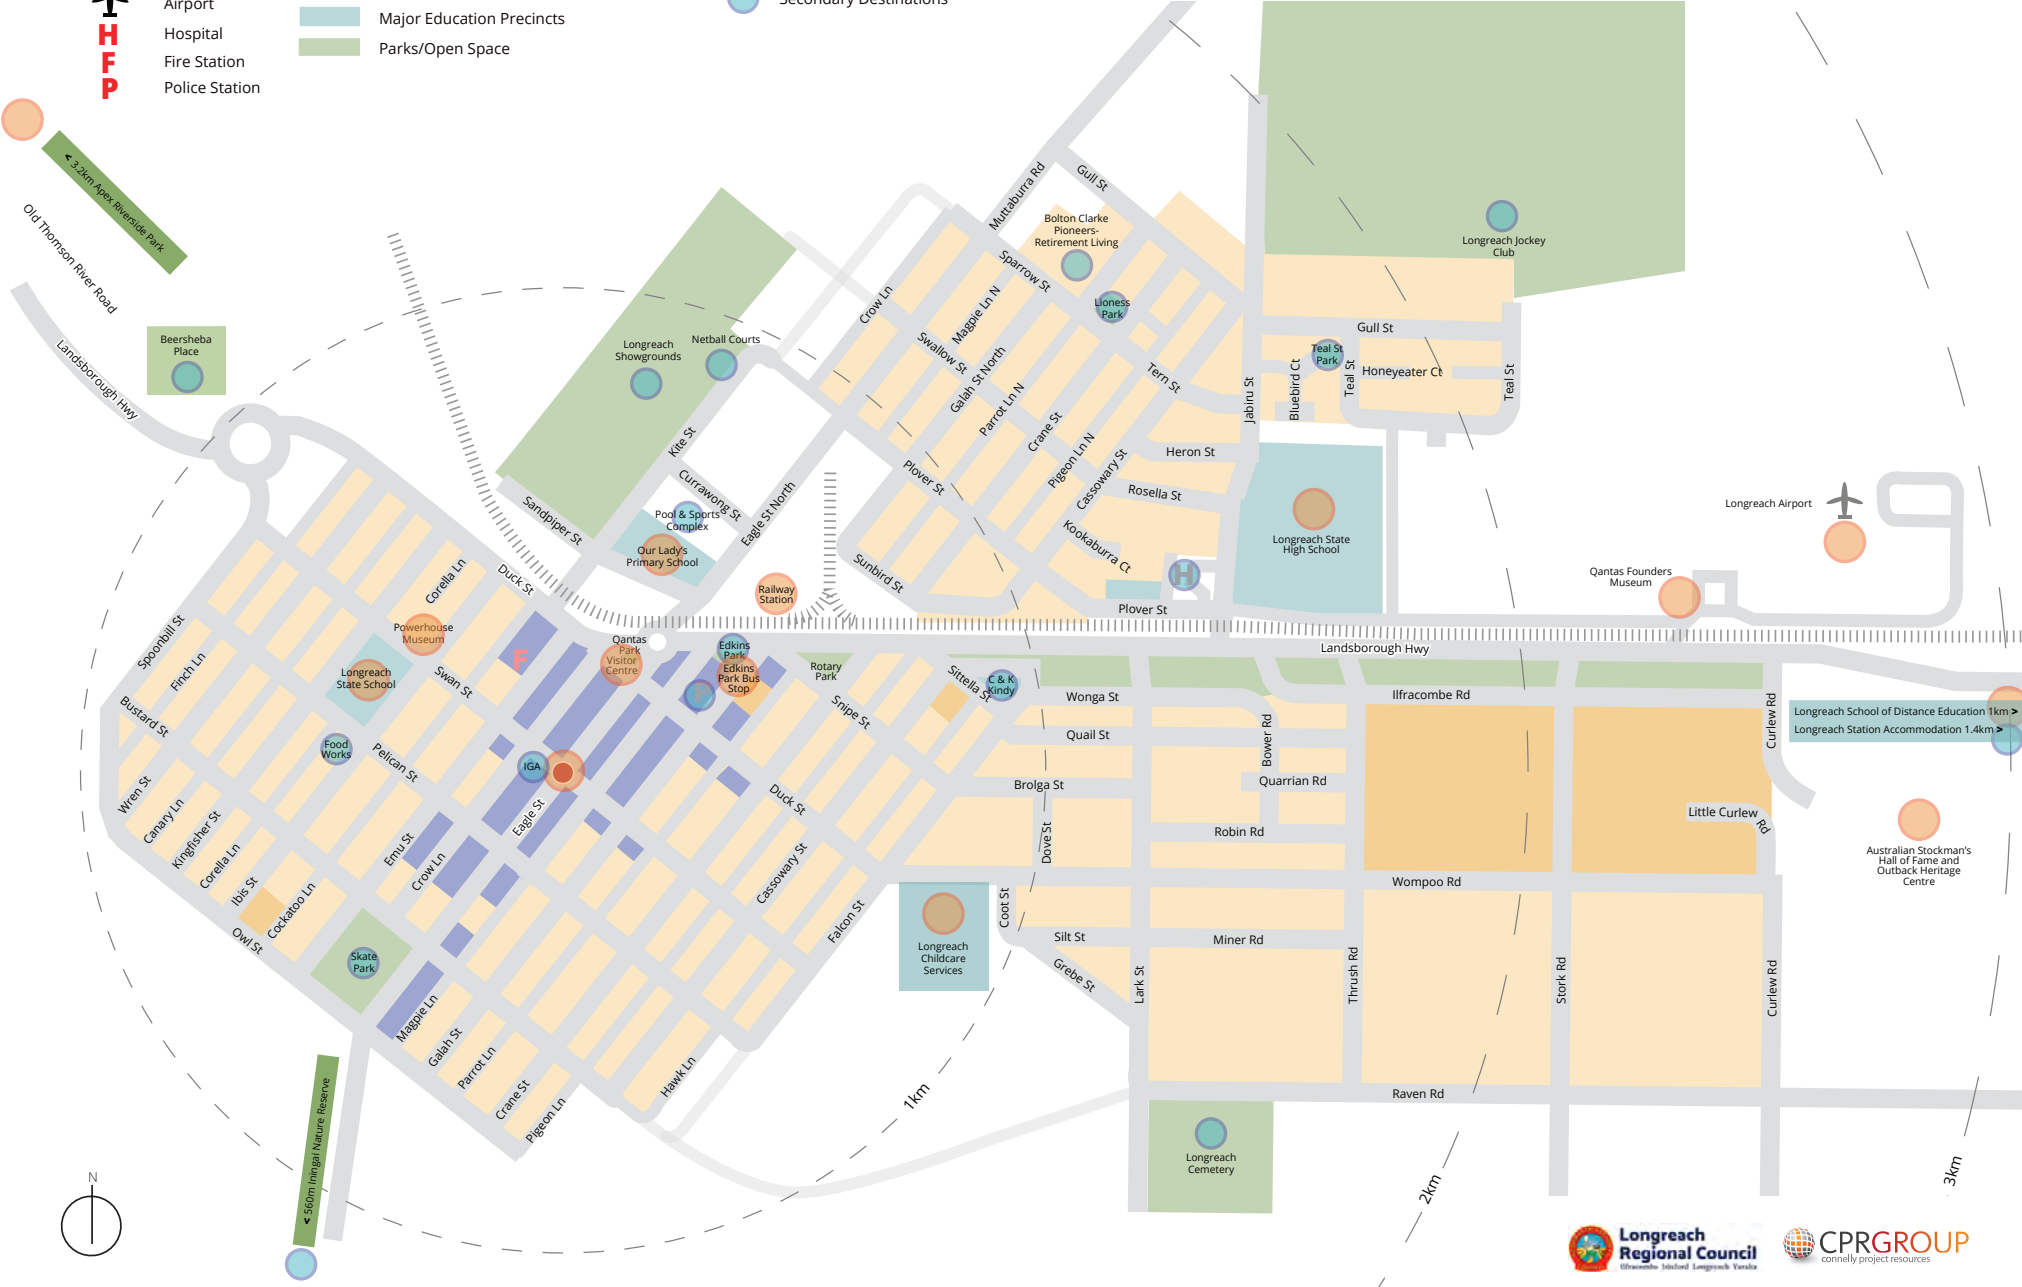 Airport
Secondary Destinations
Major Education Precincts
H
Hospital
Parks/Open Space
F
Fire Station
P
Police Station
< 3.2km Apex Riverside Park
Old Thomson River Road
Landsborough Hwy
Beersheba
Place
Longreach
Showgrounds
Netball Courts
Kite St
Currawong St
Sandpiper St
Pool & Sports
Complex
Our Lady's
Primary School
Eagle St North
Railway
Station
Muttaburra Rd
Gull St
Bolton Clarke
Pioneers-
Retirement Living
Sparrow St
Lioness
Park
Crow Ln
Magpie Ln N
Swallow St
Galah St North
Parrot Ln N
Crane St
Pigeon Ln N
Cassowary St
Tern St
Plover St
Sunbird St
Heron St
Rosella St
Kookaburra Ct
H
Plover St
Jabiru St
Longreach Jockey
Club
Gull St
Teal St
Park
Bluebird Ct
Teal St
Honeyeater Ct
Teal St
Longreach State
High School
Longreach Airport
Qantas Founders
Museum
Landsborough Hwy
Duck St
Corella Ln
Powerhouse
Museum
Longreach
State School
Spoonbill St
Finch Ln
Bustard St
Swan St
F
Qantas
Park
Visitor
Centre
Edkins
Park
Edkins
Park Bus
Stop
P
Rotary
Park
Sittella St
C & K
Kindy
Snipe St
Food
Works
Pelican St
IGA
Eagle St
Duck St
Wren St
Canary Ln
Kingfisher St
Corella Ln
Ibis St
Cockatoo Ln
Owl St
Emu St
Crow Ln
Skate
Park
Magpie Ln
Galah St
Parrot Ln
Crane St
Pigeon Ln
Hawk Ln
Cassowary St
Falcon St
Wonga St
Quail St
Brolga St
Dove St
Bower Rd
Quarrian Rd
Robin Rd
Ilfracombe Rd
Curlew Rd
Longreach School of Distance Education 1km >
Longreach Station Accommodation 1.4km >
Little Curlew
Rd
Australian Stockman's
Hall of Fame and
Outback Heritage
Centre
Wompoo Rd
Longreach
Childcare
Services
Coot St
Silt St
Miner Rd
Grebe St
Lark St
Thrush Rd
Stork Rd
Curlew Rd
Raven Rd
Longreach
Cemetery
1km
2km
3km
< 560m Iningai Nature Reserve
N
Longreach
Regional Council
Ilfracombe Isisford Longreach Yaraka
CPRGROUP
connelly project resources